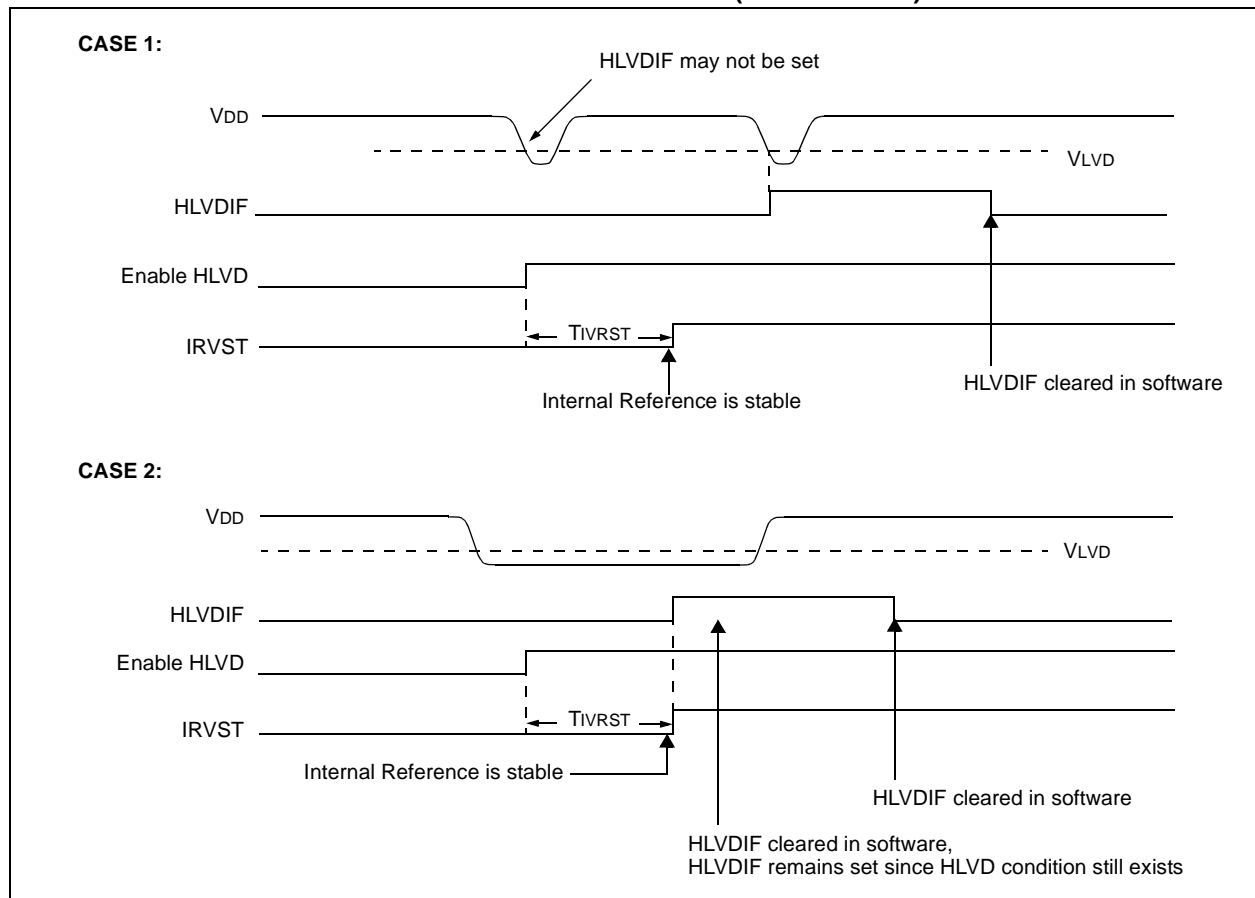 CASE 1:
HLVDIF may not be set
VDD
VLVD
HLVDIF
Enable HLVD
TIVRST
IRVST
HLVDIF cleared in software
Internal Reference is stable
CASE 2:
VDD
VLVD
HLVDIF
Enable HLVD
TIVRST
IRVST
Internal Reference is stable
HLVDIF cleared in software
HLVDIF cleared in software,
HLVDIF remains set since HLVD condition still exists